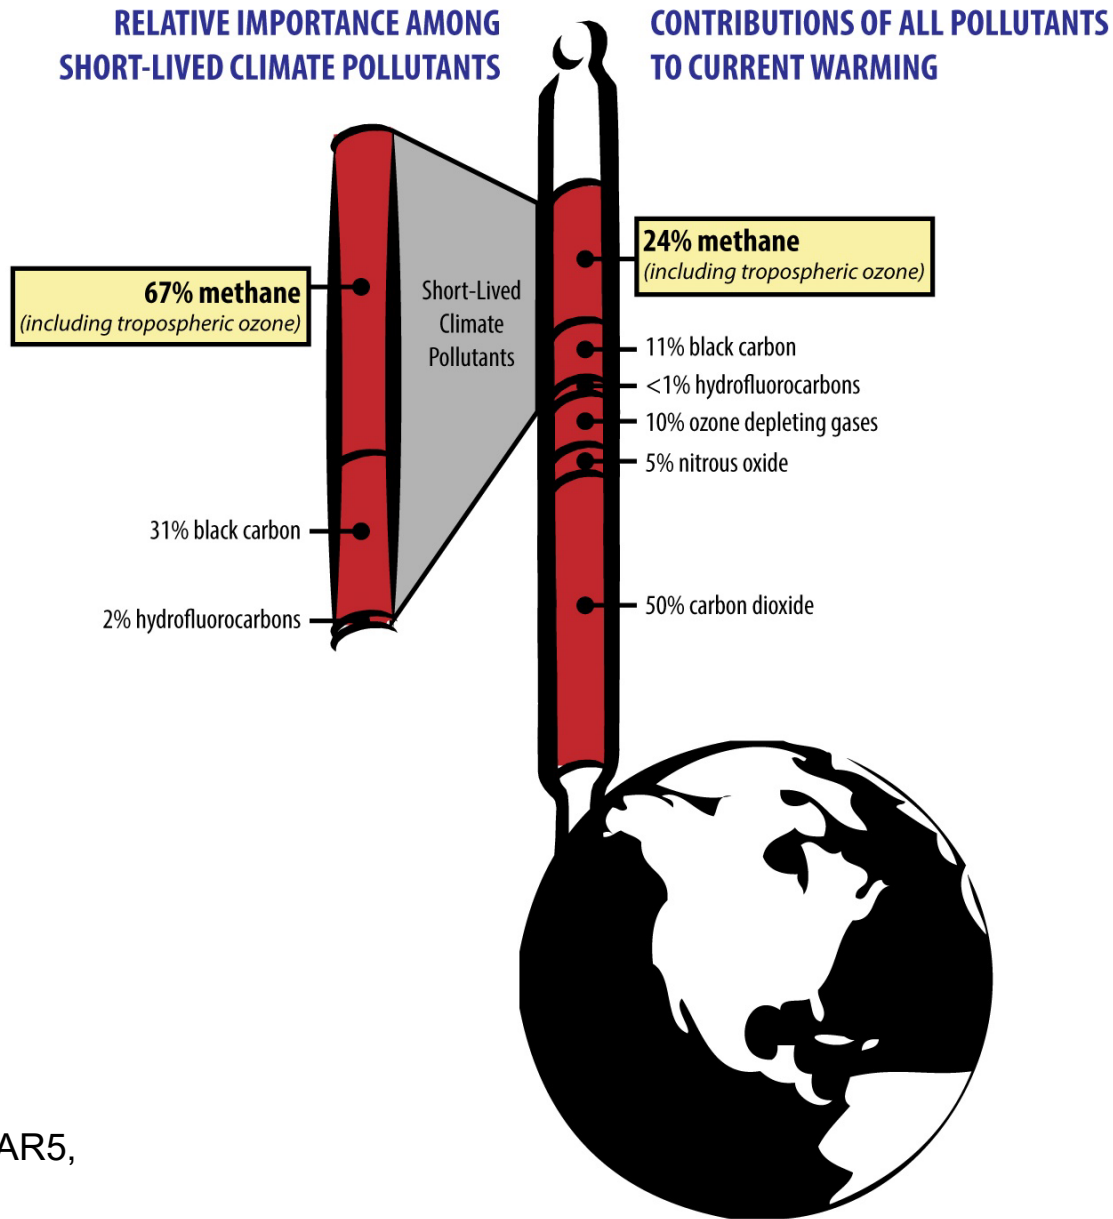 RELATIVE IMPORTANCE AMONG
SHORT-LIVED CLIMATE POLLUTANTS
CONTRIBUTIONS OF ALL POLLUTANTS
TO CURRENT WARMING
67% methane
(including tropospheric ozone)
31% black carbon
2% hydrofluorocarbons
Short-Lived
Climate
Pollutants
24% methane
(including tropospheric ozone)
11% black carbon
<1% hydrofluorocarbons
10% ozone depleting gases
5% nitrous oxide
50% carbon dioxide
AR5,